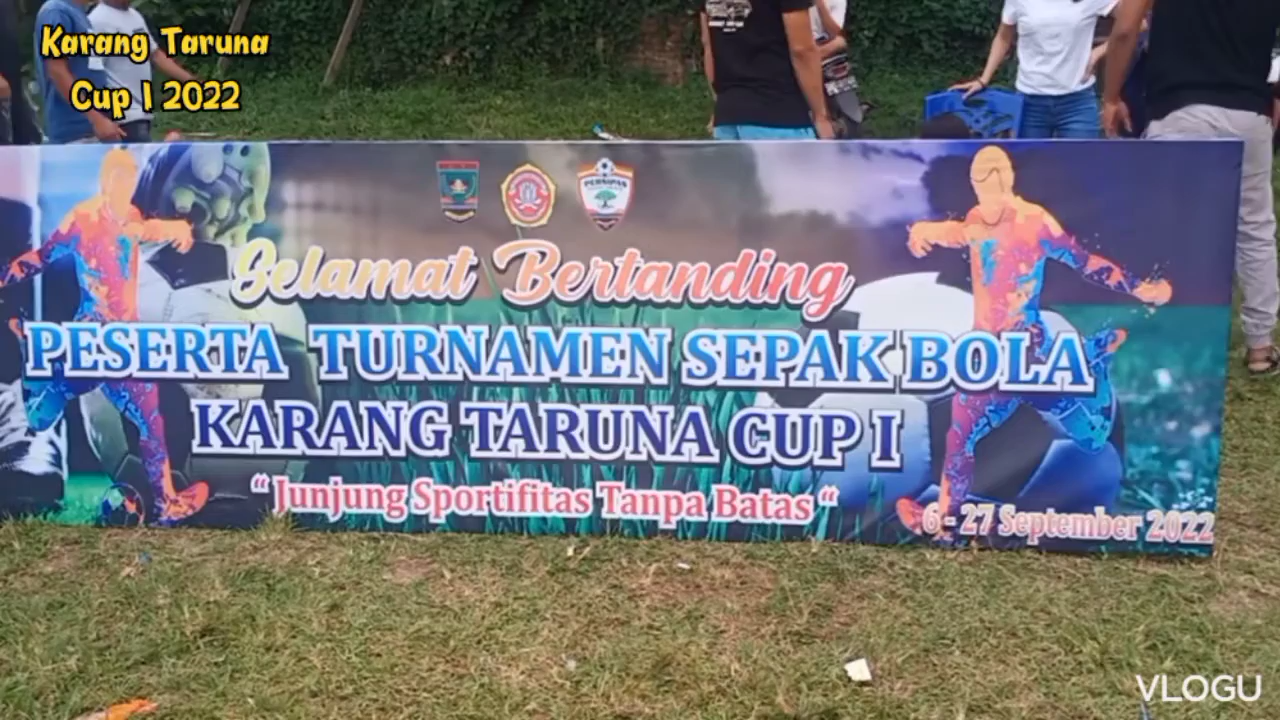 Karang Taruna
Cup I 2022
PERSIPAN
Selamat Bertanding
PESERTA TURNAMEN SEPAK BOLA
KARANG TARUNA CUP I
“ Junjung Sportifitas Tanpa Batas “
6 - 27 September 2022
VLOGU